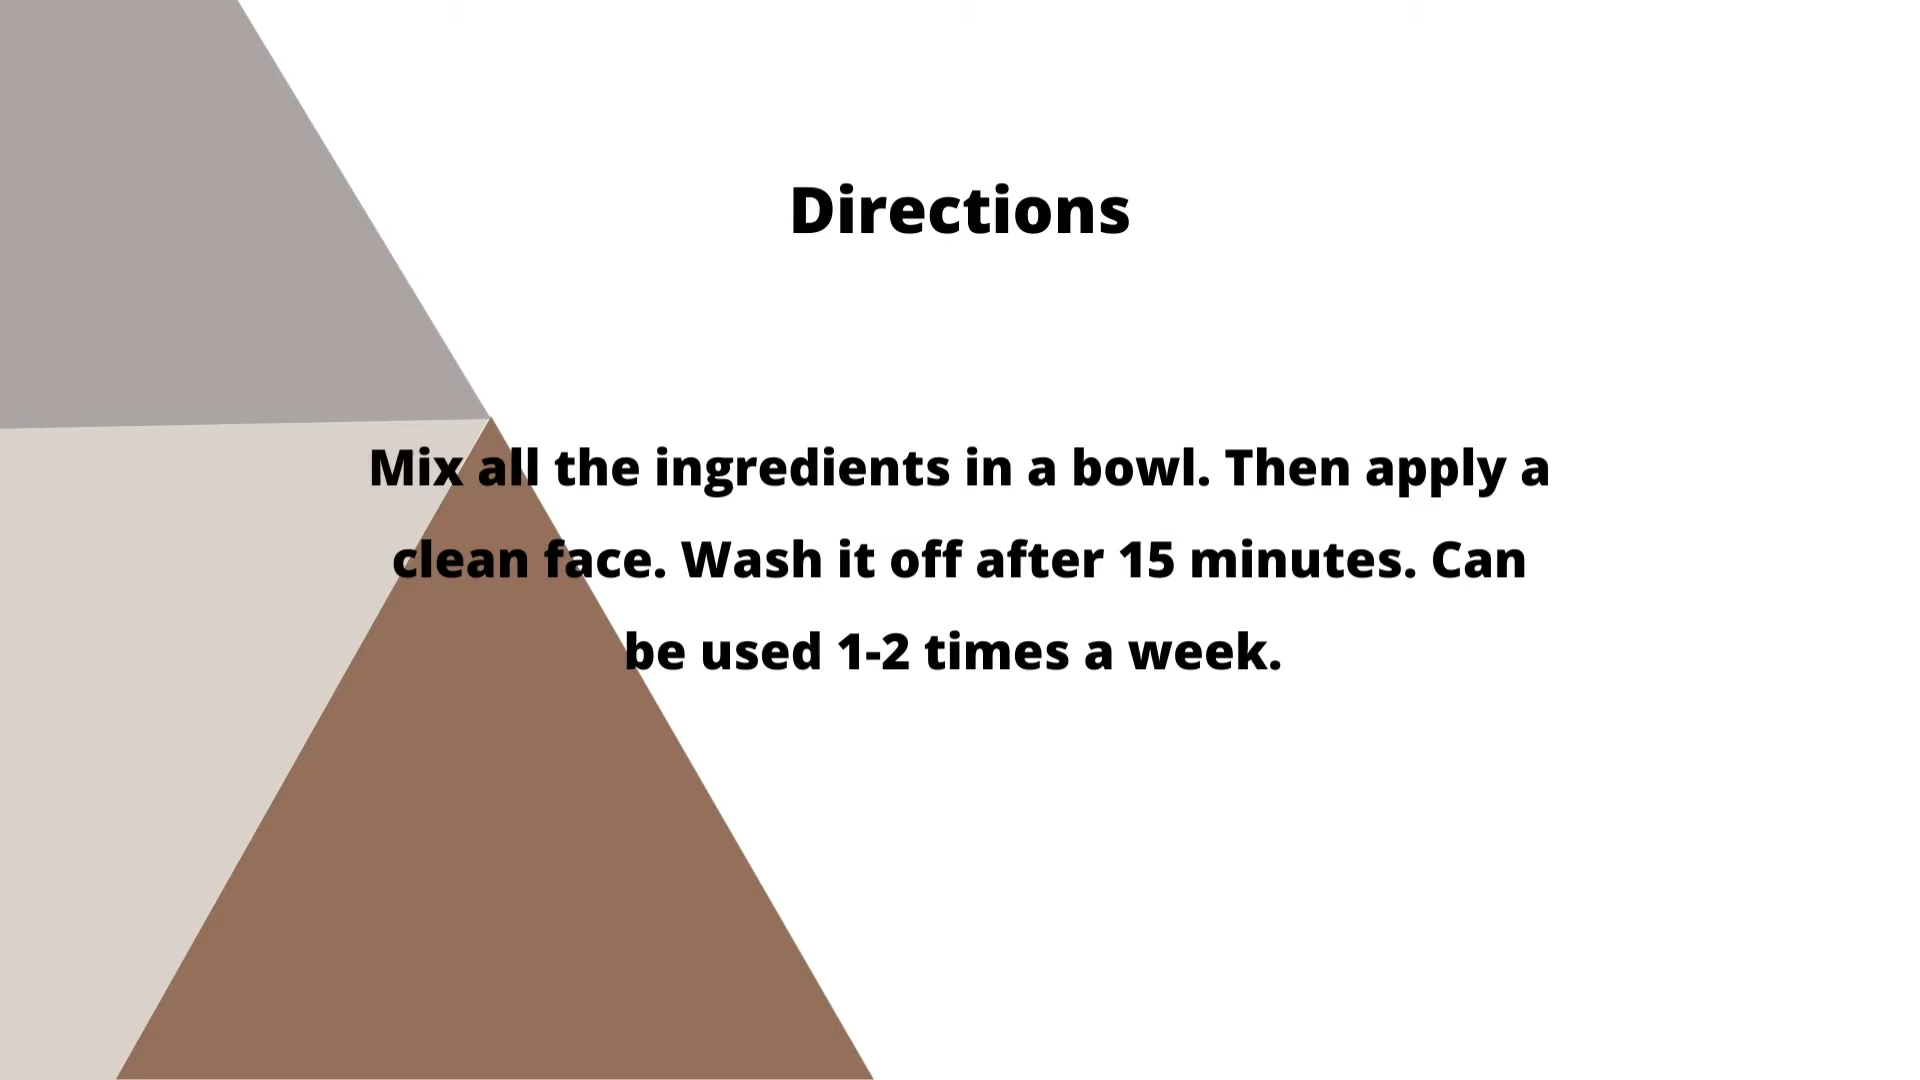 Directions
Mix all the ingredients in a bowl. Then apply a
clean face. Wash it off after 15 minutes. Can
be used 1-2 times a week.